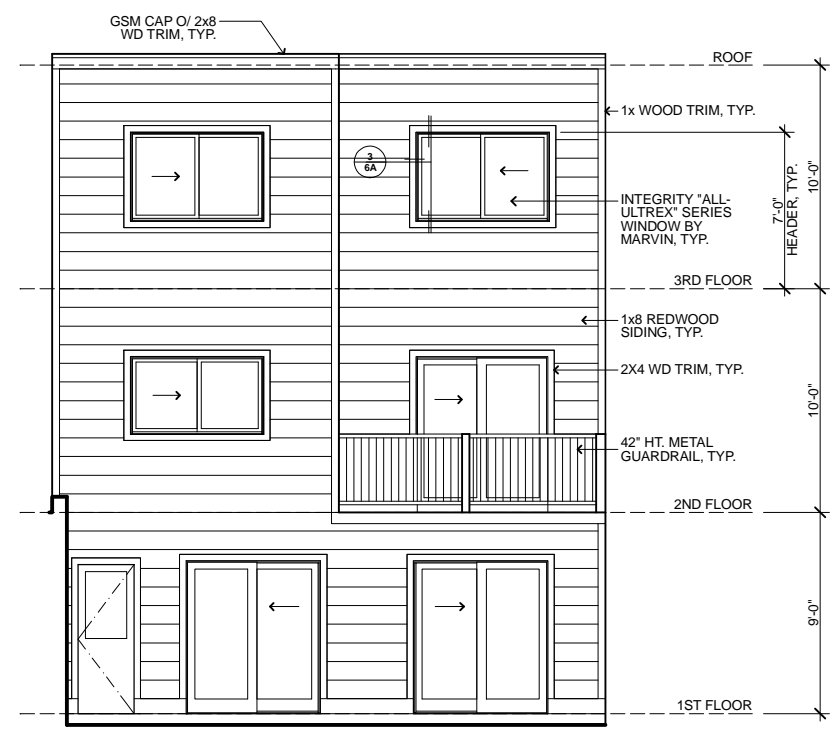 GSM CAP O/ 2x8
WD TRIM, TYP.
ROOF
1x WOOD TRIM, TYP.
3
6A
INTEGRITY "ALL-
ULTREX" SERIES
WINDOW BY
MARVIN, TYP.
7'-0"
HEADER, TYP.
10'-0"
3RD FLOOR
1x8 REDWOOD
SIDING, TYP.
2X4 WD TRIM, TYP.
10'-0"
42" HT. METAL
GUARDRAIL, TYP.
2ND FLOOR
9'-0"
1ST FLOOR